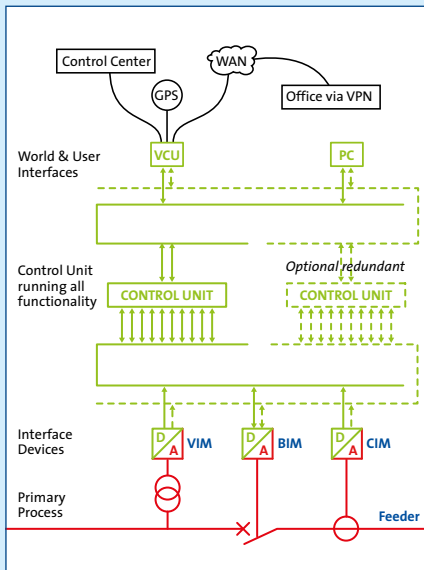 Control Center
WAN
GPS
Office via VPN
World & User
Interfaces
VCU
PC
Control Unit
running all
functionality
Optional redundant
CONTROL UNIT
CONTROL UNIT
Interface
Devices
D
A
VIM
D
A
BIM
D
A
CIM
Primary
Process
Feeder